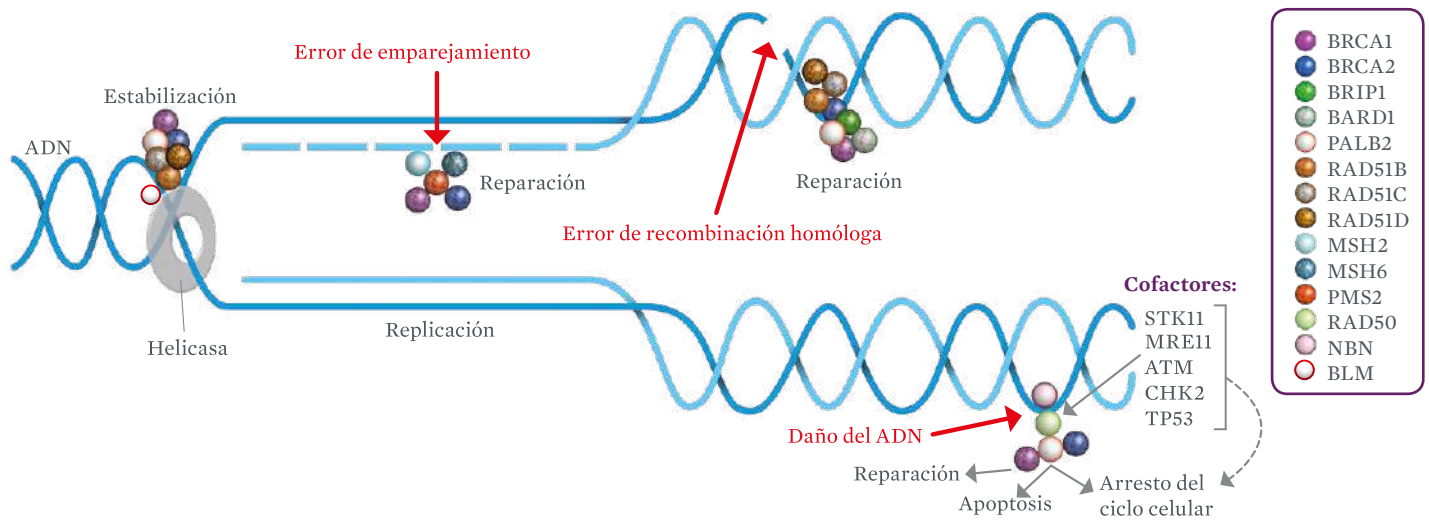 Error de emparejamiento
Estabilización
ADN
Reparación
Reparación
Error de recombinación homóloga
Helicasa
Replicación
Cofactores:
STK11
MRE11
ATM
CHK2
TP53
Daño del ADN
Reparación
Apoptosis
Arresto del
ciclo celular
BRCA1
BRCA2
BRIP1
BARD1
PALB2
RAD51B
RAD51C
RAD51D
MSH2
MSH6
PMS2
RAD50
NBN
BLM